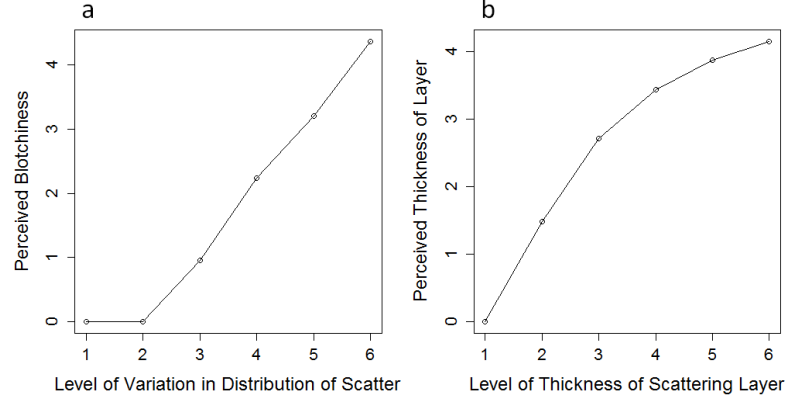 a
Perceived Blotchiness
4
3
2
1
0
1 2 3 4 5 6
Level of Variation in Distribution of Scatter
b
Perceived Thickness of Layer
4
3
2
1
0
1 2 3 4 5 6
Level of Thickness of Scattering Layer